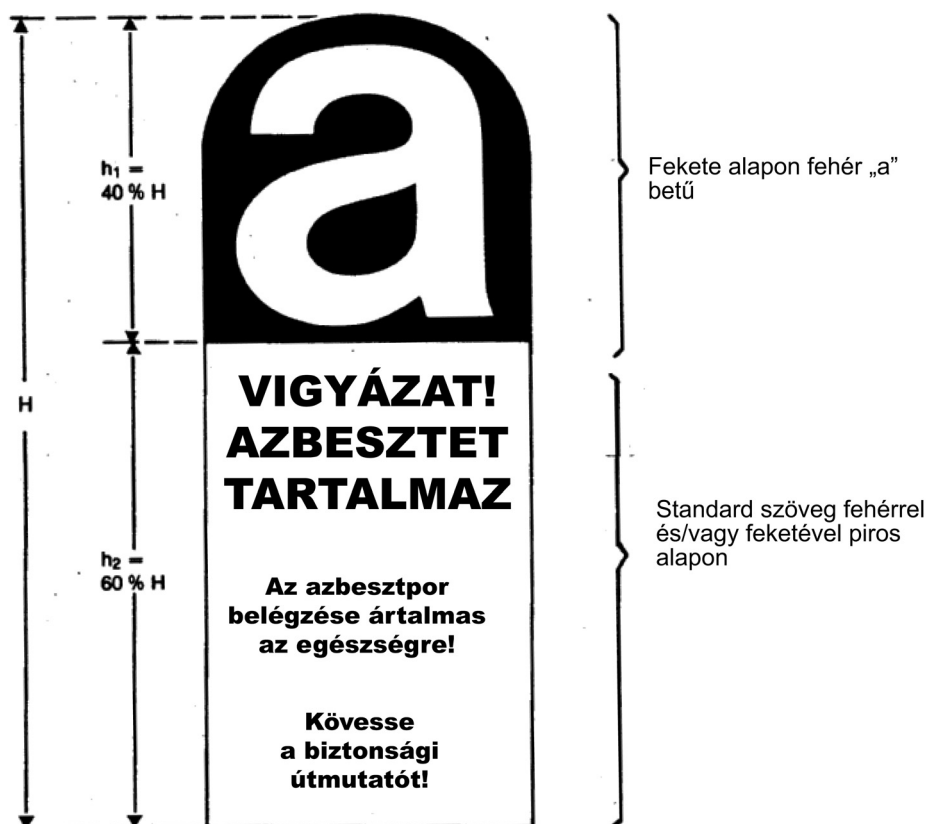 a
h₁ =
40 % H
Fekete alapon fehér „a”
betű
H
VIGYÁZAT!
AZBESZTET
TARTALMAZ
Standard szöveg fehérrel
és/vagy feketével piros
alapon
h₂ =
60 % H
Az azbesztpor
belégzése ártalmas
az egészségre!
Kövesse
a biztonsági
útmutatót!